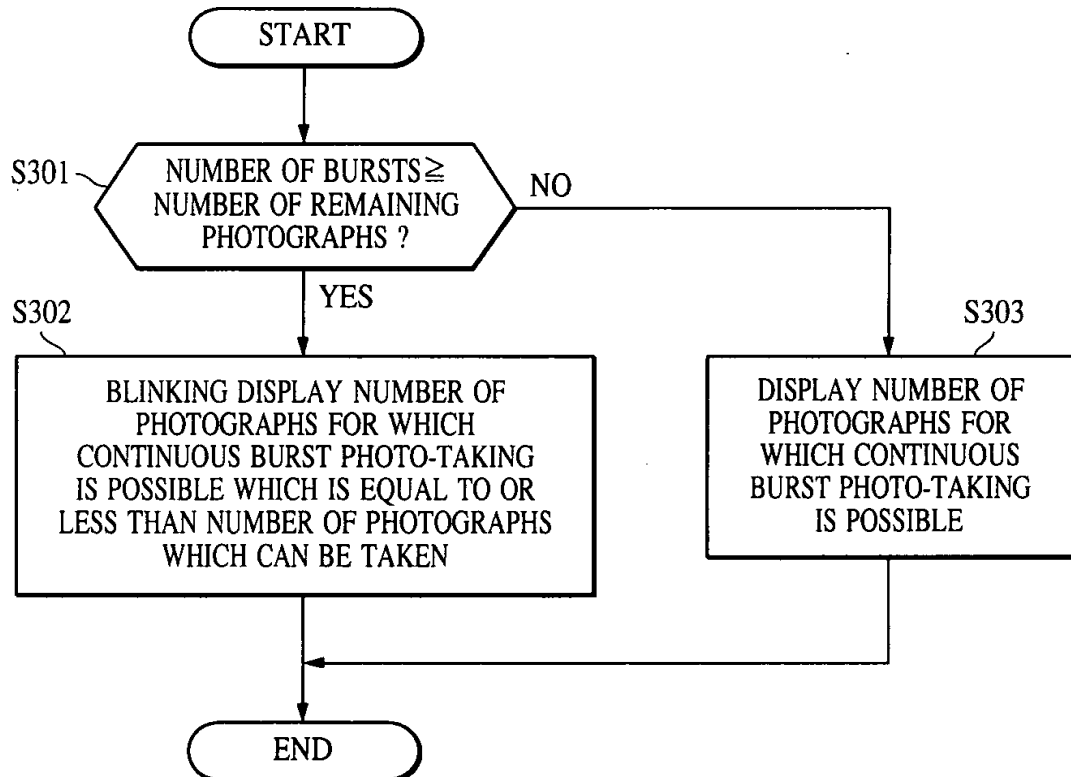 START
S301
NUMBER OF BURSTS≧
NUMBER OF REMAINING
PHOTOGRAPHS ?
NO
YES
S302
BLINKING DISPLAY NUMBER OF
PHOTOGRAPHS FOR WHICH
CONTINUOUS BURST PHOTO-TAKING
IS POSSIBLE WHICH IS EQUAL TO OR
LESS THAN NUMBER OF PHOTOGRAPHS
WHICH CAN BE TAKEN
S303
DISPLAY NUMBER OF
PHOTOGRAPHS FOR
WHICH CONTINUOUS
BURST PHOTO-TAKING
IS POSSIBLE
END